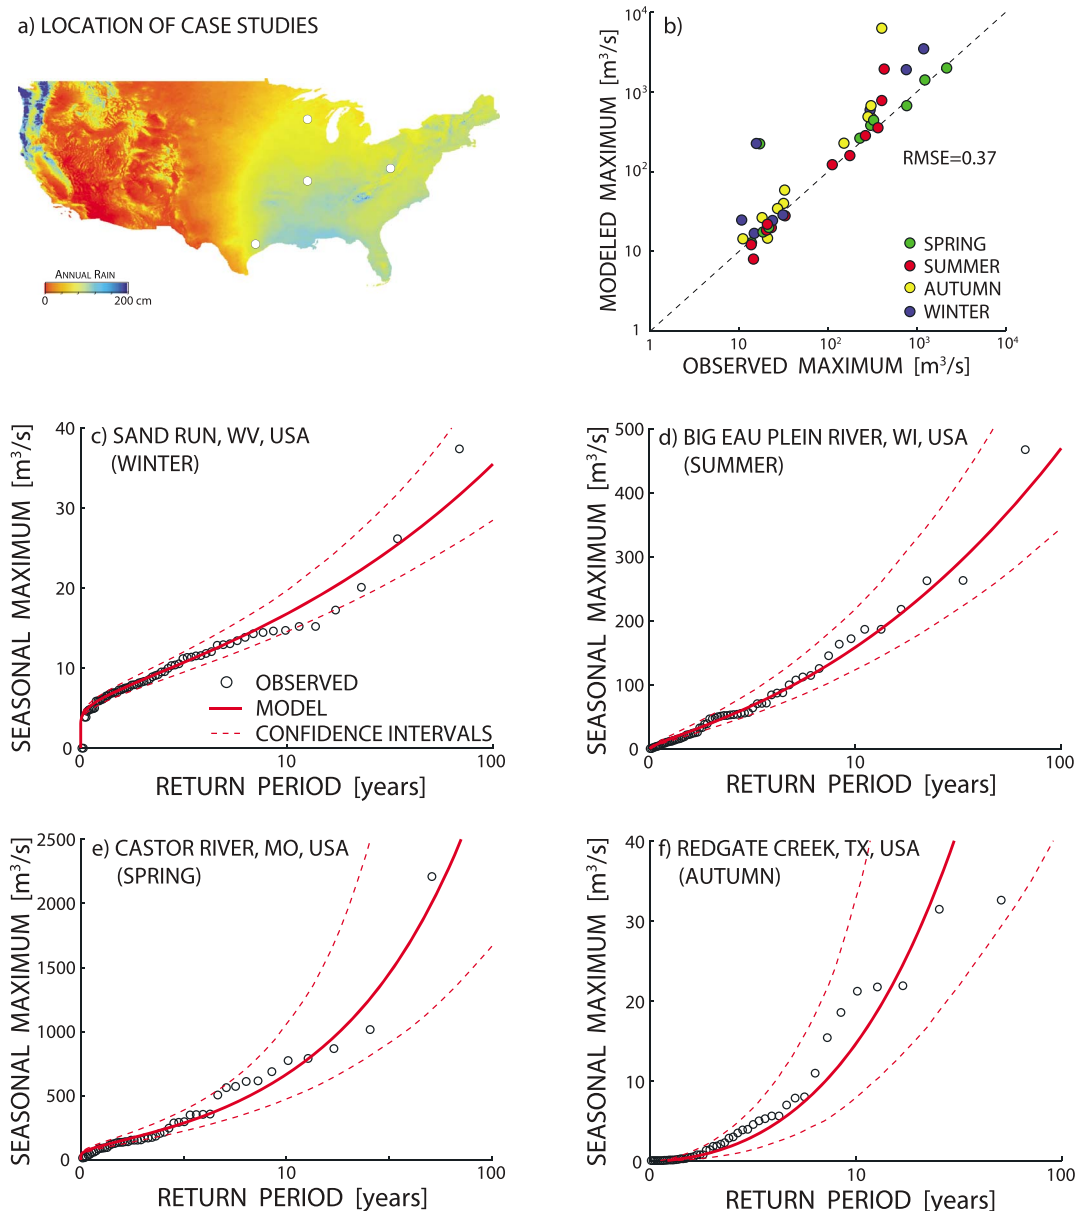 a) LOCATION OF CASE STUDIES
ANNUAL RAIN
0 200 cm
b)
MODELED MAXIMUM [m³/s]
10⁴
10³
10²
10
1
RMSE=0.37
SPRING
SUMMER
AUTUMN
WINTER
1 10 10² 10³ 10⁴
OBSERVED MAXIMUM [m³/s]
c) SAND RUN, WV, USA
(WINTER)
SEASONAL MAXIMUM [m³/s]
40
30
20
10
0
OBSERVED
MODEL
CONFIDENCE INTERVALS
0 10 100
RETURN PERIOD [years]
d) BIG EAU PLEIN RIVER, WI, USA
(SUMMER)
SEASONAL MAXIMUM [m³/s]
500
400
300
200
100
0
0 10 100
RETURN PERIOD [years]
e) CASTOR RIVER, MO, USA
(SPRING)
SEASONAL MAXIMUM [m³/s]
2500
2000
1500
1000
500
0
0 10 100
RETURN PERIOD [years]
f) REDGATE CREEK, TX, USA
(AUTUMN)
SEASONAL MAXIMUM [m³/s]
40
30
20
10
0
0 10 100
RETURN PERIOD [years]